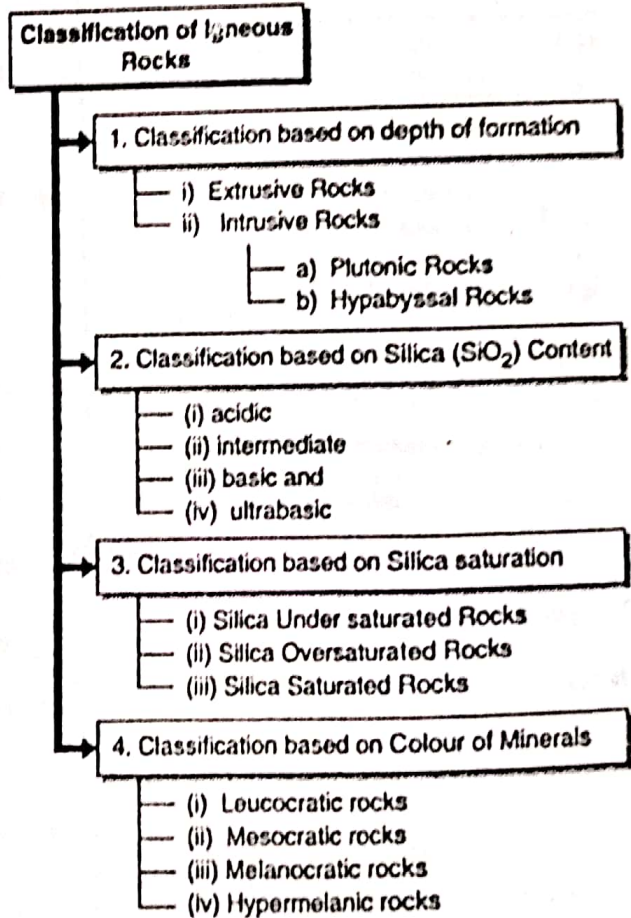 Classification of Igneous
Rocks
1. Classification based on depth of formation
i) Extrusive Rocks
ii) Intrusive Rocks
a) Plutonic Rocks
b) Hypabyssal Rocks
2. Classification based on Silica (SiO₂) Content
(i) acidic
(ii) intermediate
(iii) basic and
(iv) ultrabasic
3. Classification based on Silica saturation
(i) Silica Under saturated Rocks
(ii) Silica Oversaturated Rocks
(iii) Silica Saturated Rocks
4. Classification based on Colour of Minerals
(i) Leucocratic rocks
(ii) Mesocratic rocks
(iii) Melanocratic rocks
(iv) Hypermelanic rocks